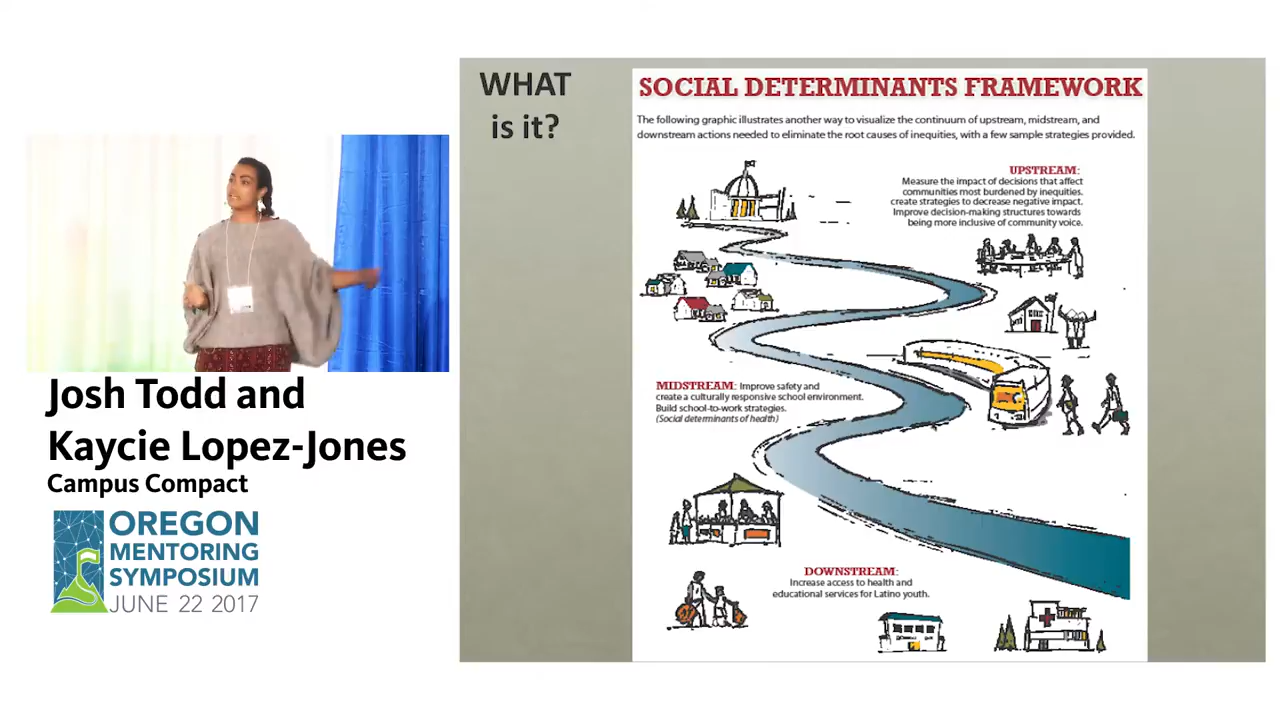 WHAT
is it?
SOCIAL DETERMINANTS FRAMEWORK
The following graphic illustrates another way to visualize the continuum of upstream, midstream, and
downstream actions needed to eliminate the root causes of inequities, with a few sample strategies provided.
UPSTREAM:
Measure the impact of decisions that affect
communities most burdened by inequities.
create strategies to decrease negative impact.
Improve decision-making structures towards
being more inclusive of community voice.
MIDSTREAM: Improve safety and
create a culturally responsive school environment.
Build school-to-work strategies.
(Social determinants of health)
DOWNSTREAM:
Increase access to health and
educational services for Latino youth.
Josh Todd and
Kaycie Lopez-Jones
Campus Compact
OREGON
MENTORING
SYMPOSIUM
JUNE 22 2017